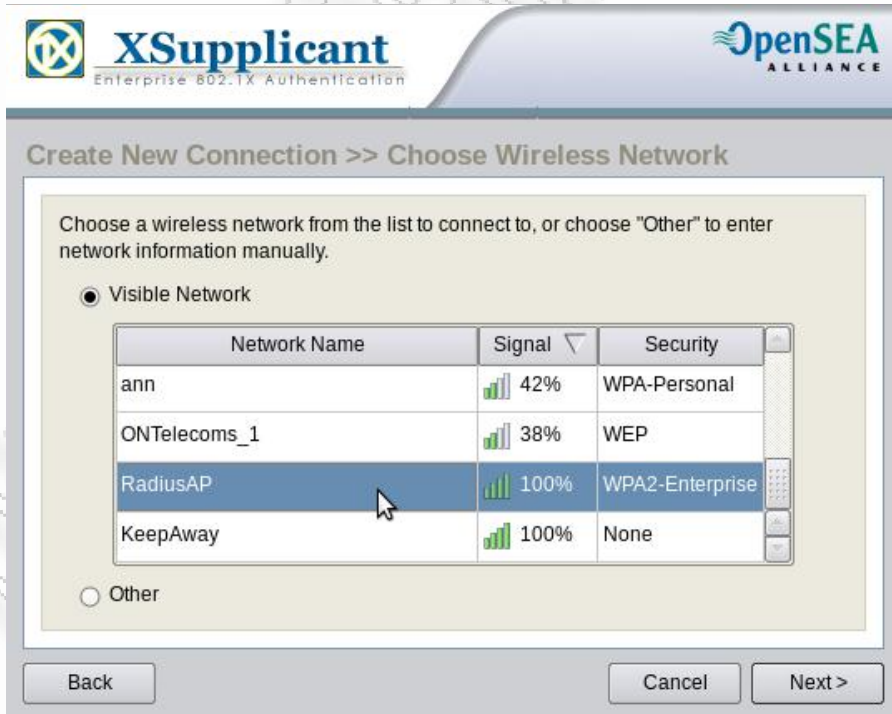 1X
XSupplicant
Enterprise 802.1X Authentication
OpenSEA
ALLIANCE
Create New Connection >> Choose Wireless Network
Choose a wireless network from the list to connect to, or choose "Other" to enter
network information manually.
Visible Network
Network Name Signal Security
ann 42% WPA-Personal
ONTelecoms_1 38% WEP
RadiusAP 100% WPA2-Enterprise
KeepAway 100% None
Other
Back Cancel Next >